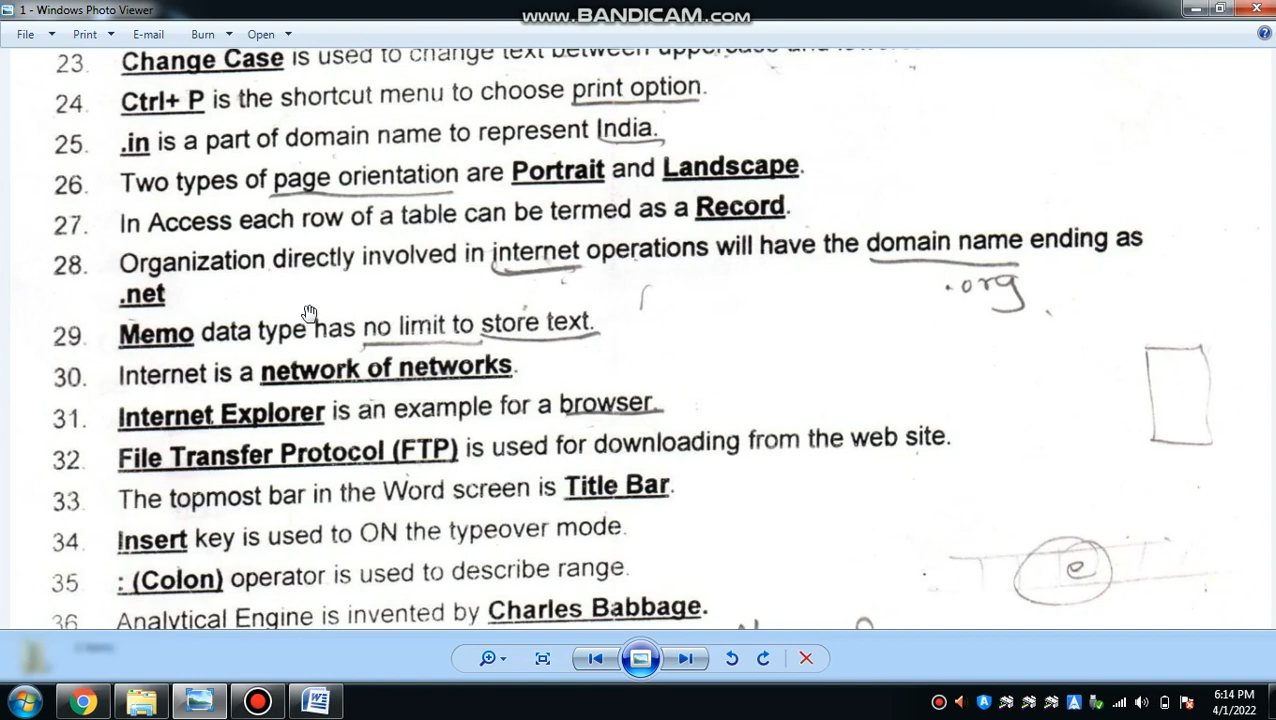 1 - Windows Photo Viewer
www.BANDICAM.com
File Print E-mail Burn Open
23. Change Case is used to change text between uppercase and
24. Ctrl+ P is the shortcut menu to choose print option.
25. .in is a part of domain name to represent India.
26. Two types of page orientation are Portrait and Landscape.
27. In Access each row of a table can be termed as a Record.
28. Organization directly involved in internet operations will have the domain name ending as
.net
.org
29. Memo data type has no limit to store text.
30. Internet is a network of networks.
31. Internet Explorer is an example for a browser.
32. File Transfer Protocol (FTP) is used for downloading from the web site.
33. The topmost bar in the Word screen is Title Bar.
34. Insert key is used to ON the typeover mode.
35 : (Colon) operator is used to describe range.
e
36 Analytical Engine is invented by Charles Babbage.
6:14 PM
4/1/2022